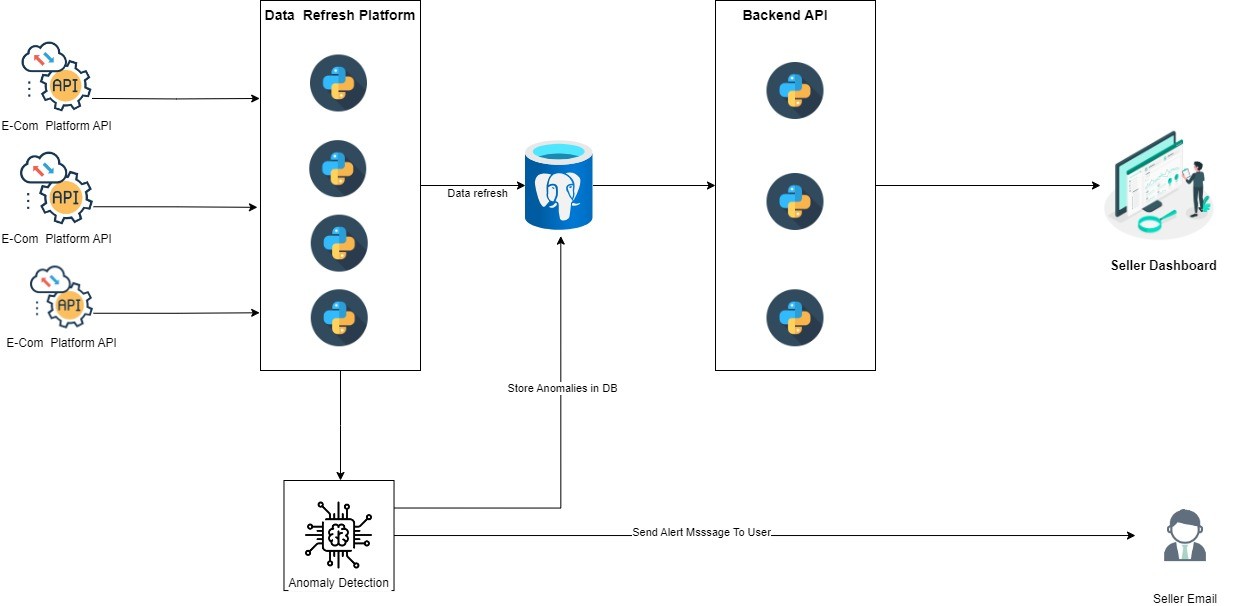 Data  Refresh Platform
Backend API
API
E-Com  Platform API
API
E-Com  Platform API
API
E-Com  Platform API
Data refresh
Seller Dashboard
Store Anomalies in DB
Send Alert Msssage To User
Anomaly Detection
Seller Email